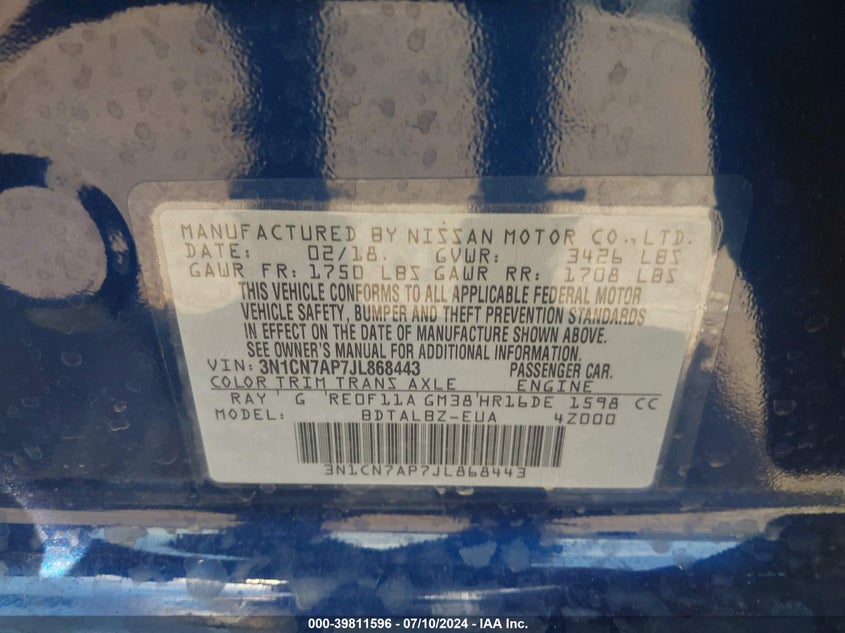 MANUFACTURED BY NISSAN MOTOR CO., LTD.
DATE: 02/18. GVWR: 3426 LBS
GAWR FR: 1750 LBS GAWR RR: 1708 LBS
THIS VEHICLE CONFORMS TO ALL APPLICABLE FEDERAL MOTOR
VEHICLE SAFETY, BUMPER AND THEFT PREVENTION STANDARDS
IN EFFECT ON THE DATE OF MANUFACTURE SHOWN ABOVE.
SEE OWNER'S MANUAL FOR ADDITIONAL INFORMATION.
VIN: 3N1CN7AP7JL868443 PASSENGER CAR.
COLOR TRIM TRANS AXLE ENGINE
RAY' G 'RE0F11A GM38'HR16DE 1598 CC
MODEL: BDTALBZ-EUA 4Z000
3N1CN7AP7JL868443
000-39811596 - 07/10/2024 - IAA Inc.